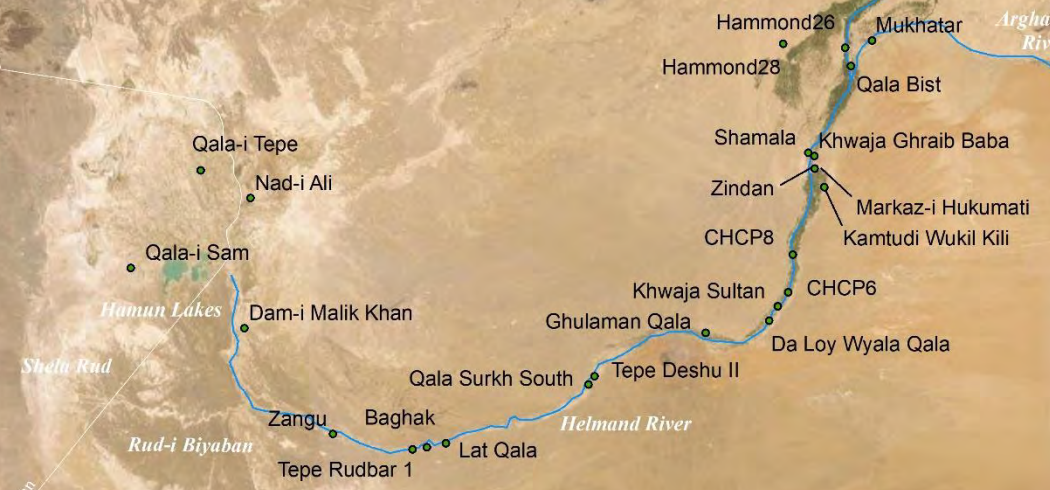 Hammond26
Mukhatar
Hammond28
Qala Bist
Shamala
Khwaja Ghraib Baba
Qala-i Tepe
Nad-i Ali
Zindan
Markaz-i Hukumati
Kamtudi Wukil Kili
CHCP8
Qala-i Sam
Khwaja Sultan
CHCP6
Hamun Lakes
Dam-i Malik Khan
Ghulaman Qala
Da Loy Wyala Qala
Shela Rud
Qala Surkh South
Tepe Deshu II
Zangu
Baghak
Helmand River
Rud-i Biyaban
Lat Qala
Tepe Rudbar 1